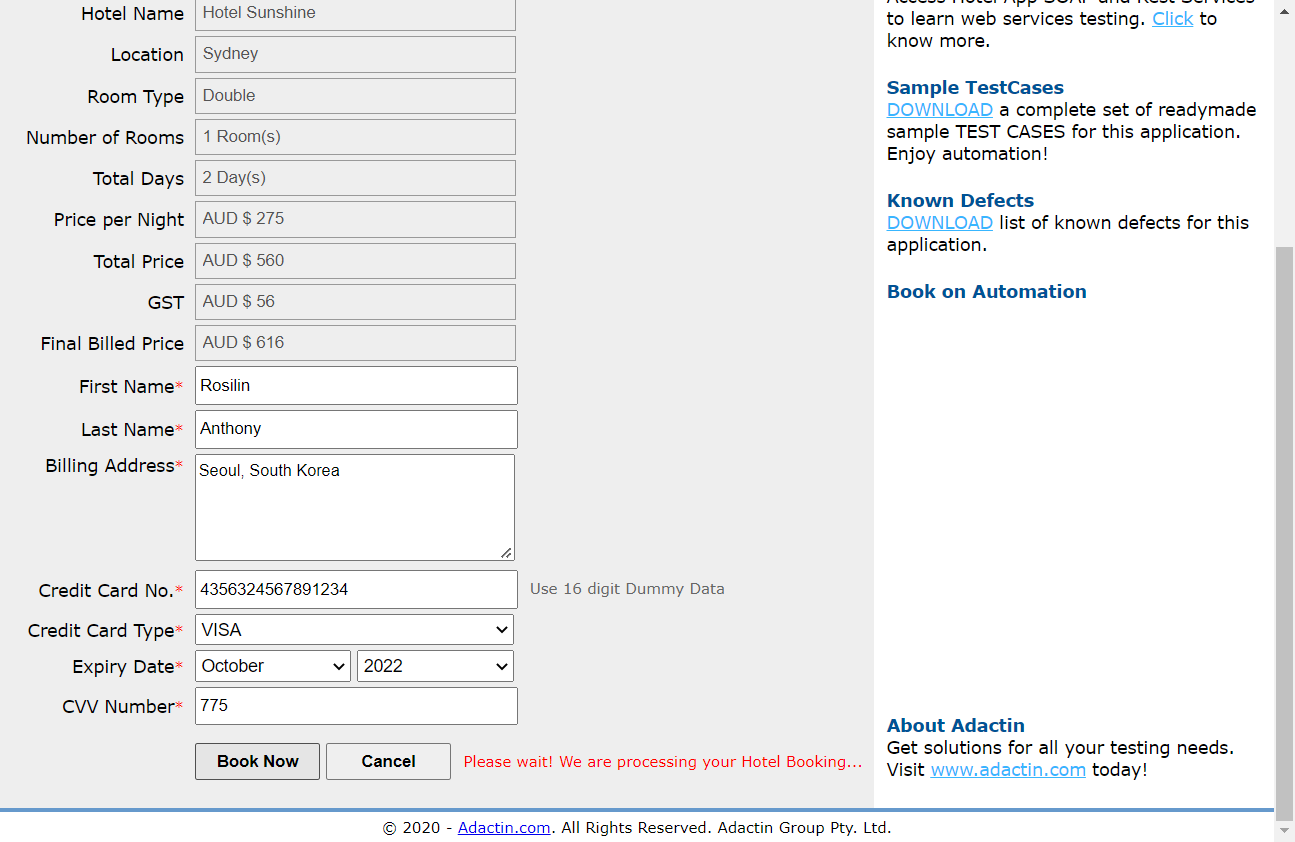 Hotel Name Hotel Sunshine
Location Sydney
Room Type Double
Number of Rooms 1 Room(s)
Total Days 2 Day(s)
Price per Night AUD $ 275
Total Price AUD $ 560
GST AUD $ 56
Final Billed Price AUD $ 616
First Name* Rosilin
Last Name* Anthony
Billing Address* Seoul, South Korea
Credit Card No.* 4356324567891234 Use 16 digit Dummy Data
Credit Card Type* VISA
Expiry Date* October 2022
CVV Number* 775
Book Now Cancel Please wait! We are processing your Hotel Booking...
Access Hotel App SOAP and Rest Services
to learn web services testing. Click to
know more.
Sample TestCases
DOWNLOAD a complete set of readymade
sample TEST CASES for this application.
Enjoy automation!
Known Defects
DOWNLOAD list of known defects for this
application.
Book on Automation
About Adactin
Get solutions for all your testing needs.
Visit www.adactin.com today!
© 2020 - Adactin.com. All Rights Reserved. Adactin Group Pty. Ltd.